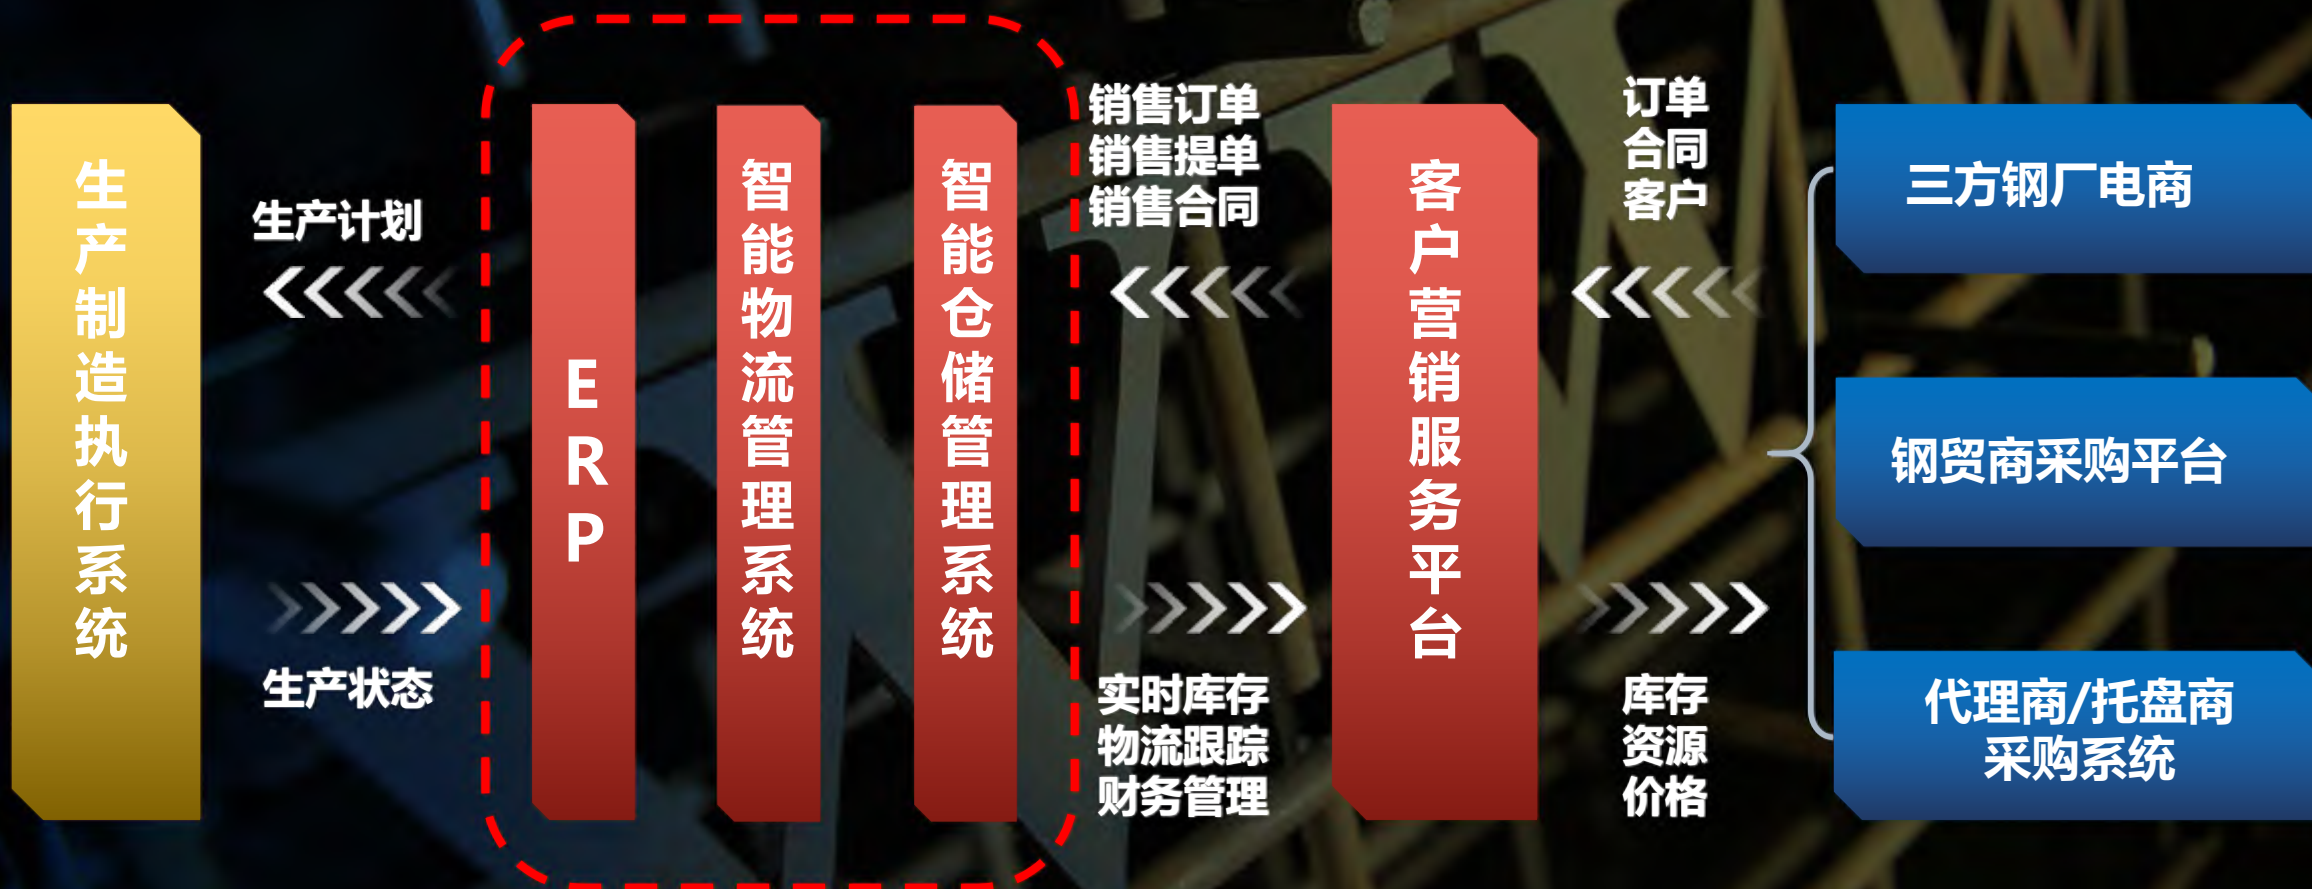 生产制造执行系统
生产计划
生产状态
ERP
智能物流管理系统
智能仓储管理系统
销售订单
销售提单
销售合同
实时库存
物流跟踪
财务管理
客户营销服务平台
订单
合同
客户
库存
资源
价格
三方钢厂电商
钢贸商采购平台
代理商/托盘商
采购系统